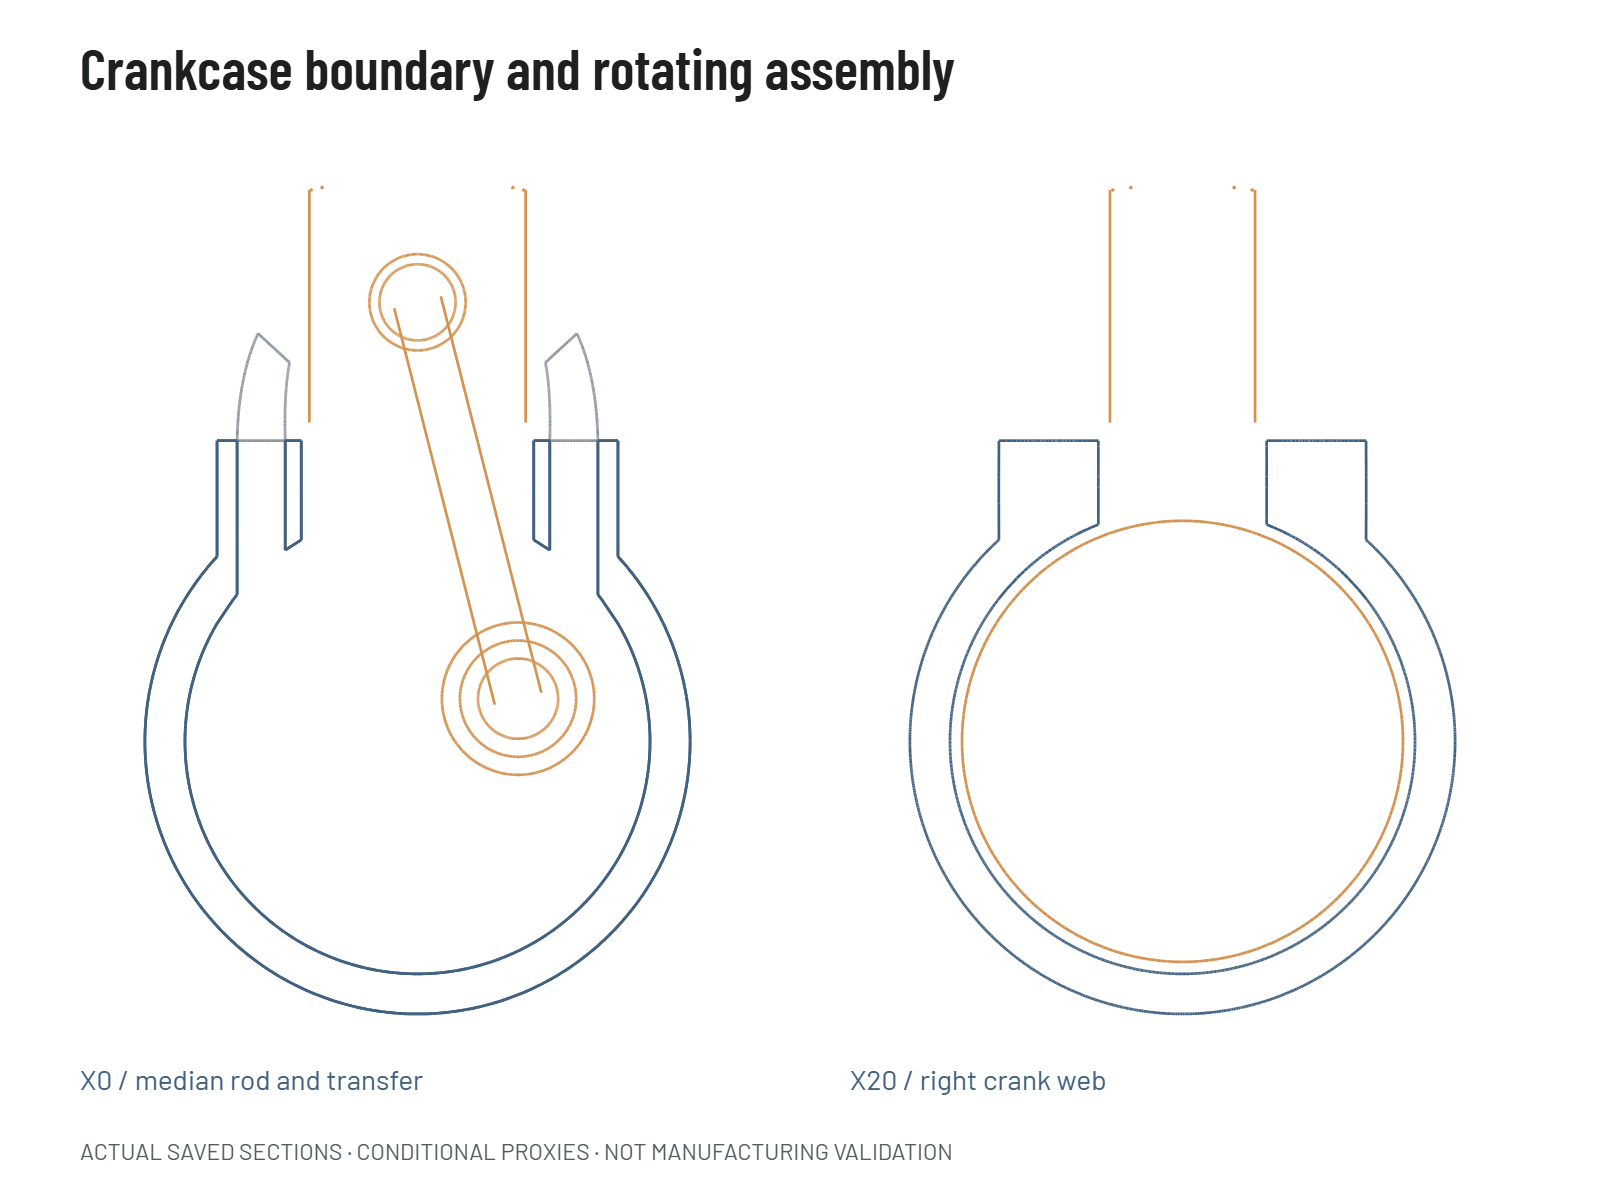 Crankcase boundary and rotating assembly
X0 / median rod and transfer
X20 / right crank web
ACTUAL SAVED SECTIONS · CONDITIONAL PROXIES · NOT MANUFACTURING VALIDATION